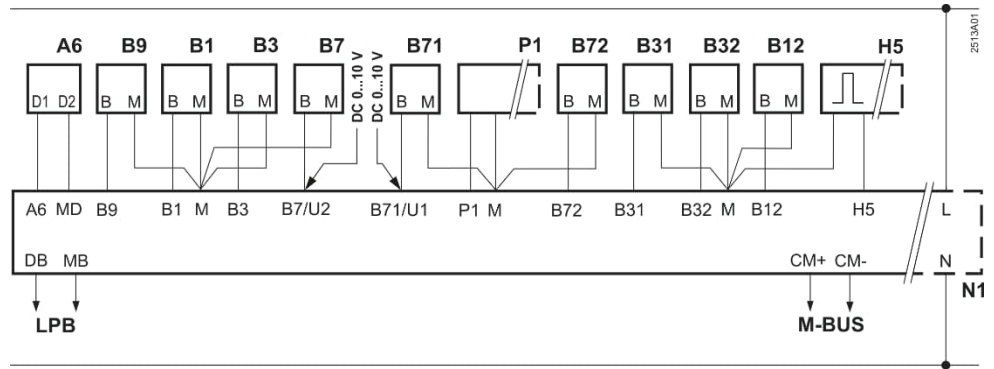 2513A01
A6 B9 B1 B3 B7 B71 P1 B72 B31 B32 B12 H5
DC 0...10 V
DC 0...10 V
D1 D2 B M B M B M B M B M B M B M B M B M
A6 MD B9 B1 M B3 B7/U2 B71/U1 P1 M B72 B31 B32 M B12 H5 L
DB MB CM+ CM- N
N1
LPB M-BUS